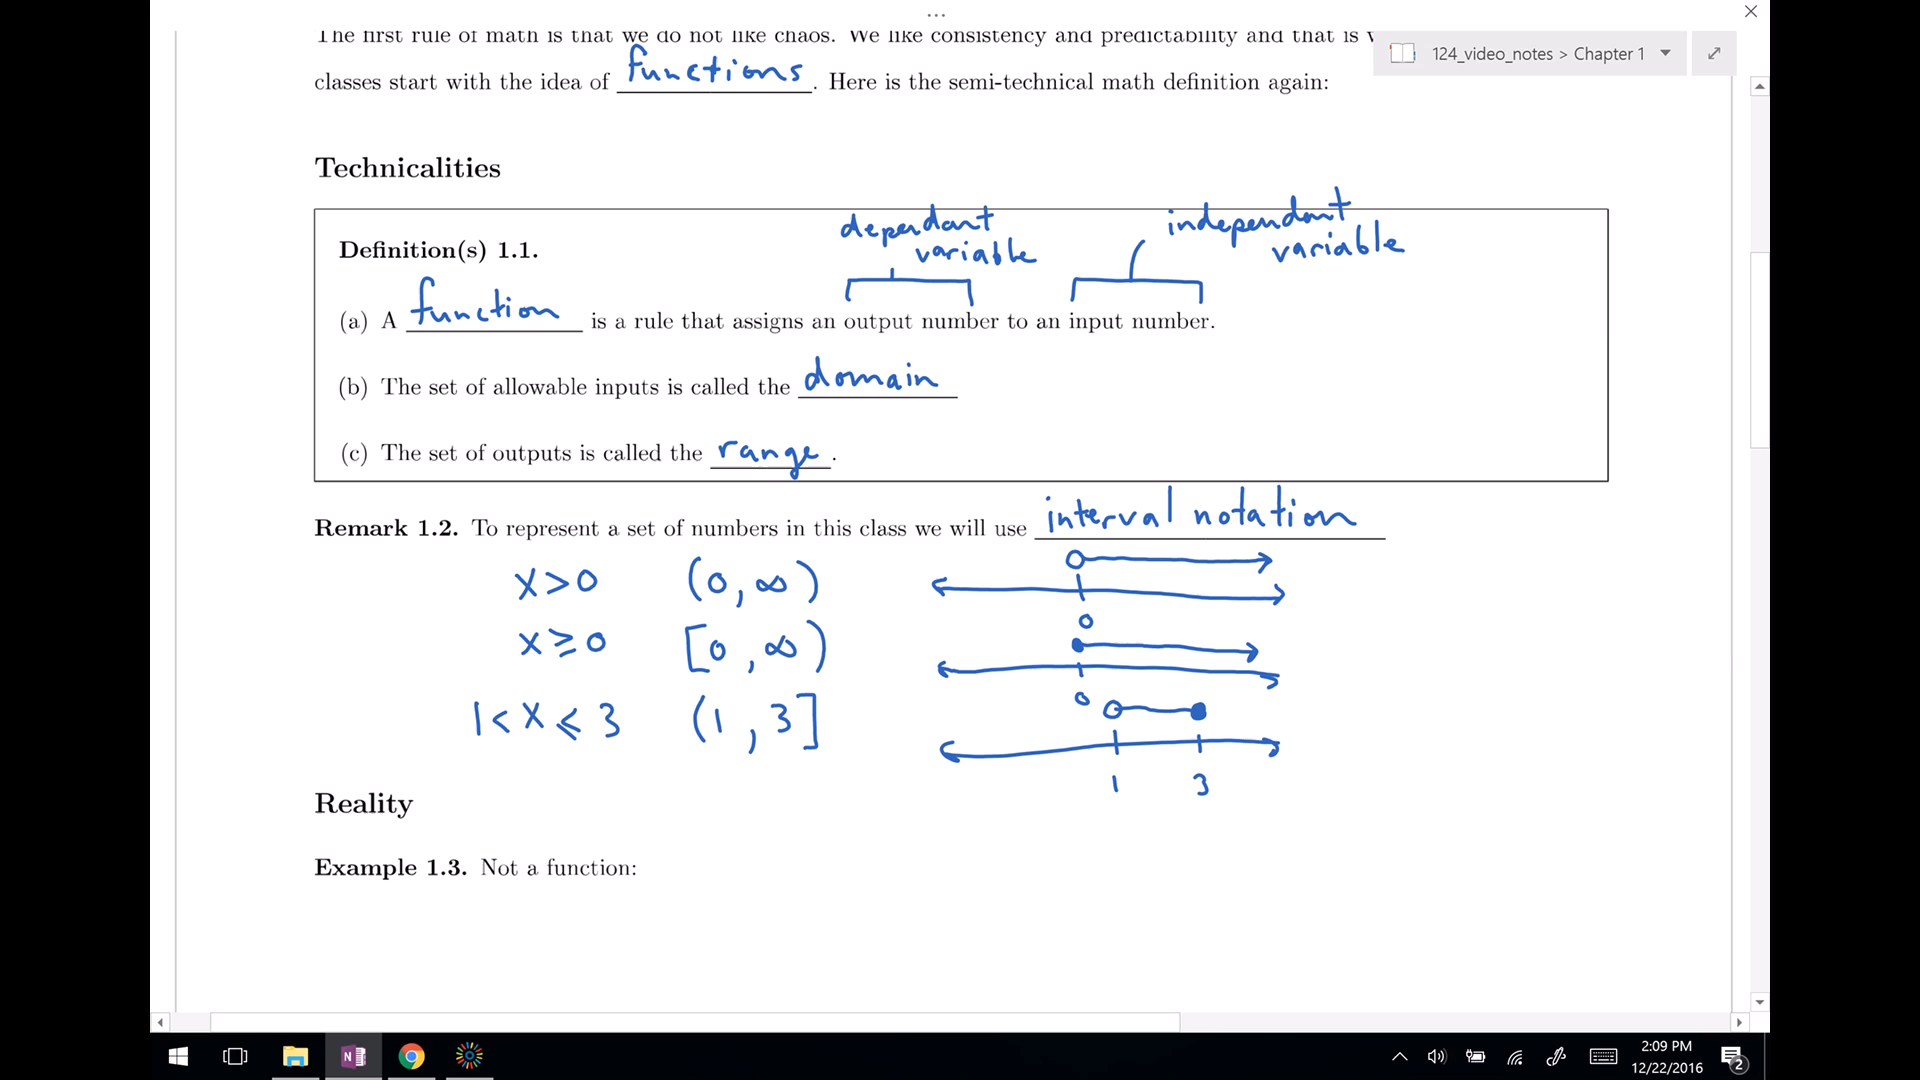 The first rule of math is that we do not like chaos. We like consistency and predictability and that is
124_video_notes > Chapter 1
classes start with the idea of functions. Here is the semi-technical math definition again:
Technicalities
dependant variable
independant variable
Definition(s) 1.1.
(a) A function is a rule that assigns an output number to an input number.
(b) The set of allowable inputs is called the domain
(c) The set of outputs is called the range.
Remark 1.2. To represent a set of numbers in this class we will use interval notation
x>0 (0,∞)
0
x≥0 [0,∞)
0
1<x≤3 (1,3]
1 3
Reality
Example 1.3. Not a function:
2:09 PM
12/22/2016
2